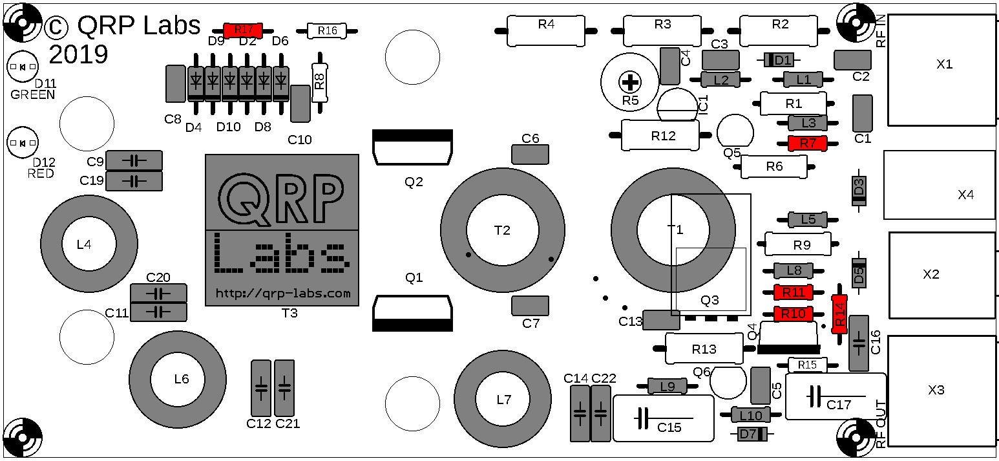 © QRP Labs
2019
R17
R16
R4
R3
R2
RF IN
D9
D2
D6
C3
C4
D1
X1
D11
GREEN
R8
L2
L1
C2
R5
IC1
R1
C8
D4
D10
D8
L3
C10
R12
C6
R7
C1
Q5
D12
RED
C9
C19
R6
Q2
D3
X4
QRP
Labs
http://qrp-labs.com
T3
L4
T2
T1
L5
R9
L8
D5
X2
C20
Q1
R11
Q3
C11
R10
R14
C7
C13
Q4
C16
R13
R15
Q6
L6
C14
C22
L9
C5
X3
L7
C17
RF OUT
C12
C21
C15
L10
D7